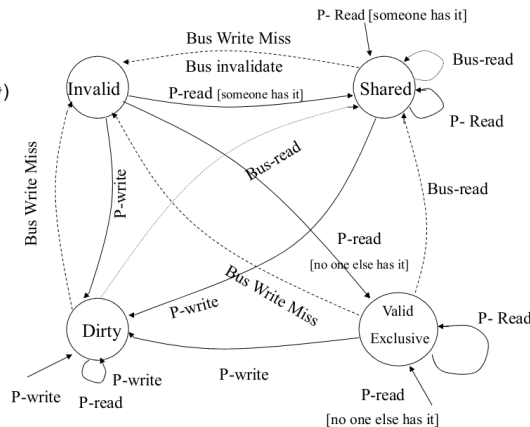 P- Read [someone has it]
Bus Write Miss
Bus invalidate
Bus-read
Invalid
Shared
P-read [someone has it]
P- Read
Bus-read
Bus Write Miss
P-write
Bus-read
P-read
[no one else has it]
Bus Write Miss
P-write
Valid
Exclusive
P- Read
Dirty
P-write
P-write
P-write
P-read
P-read
[no one else has it]